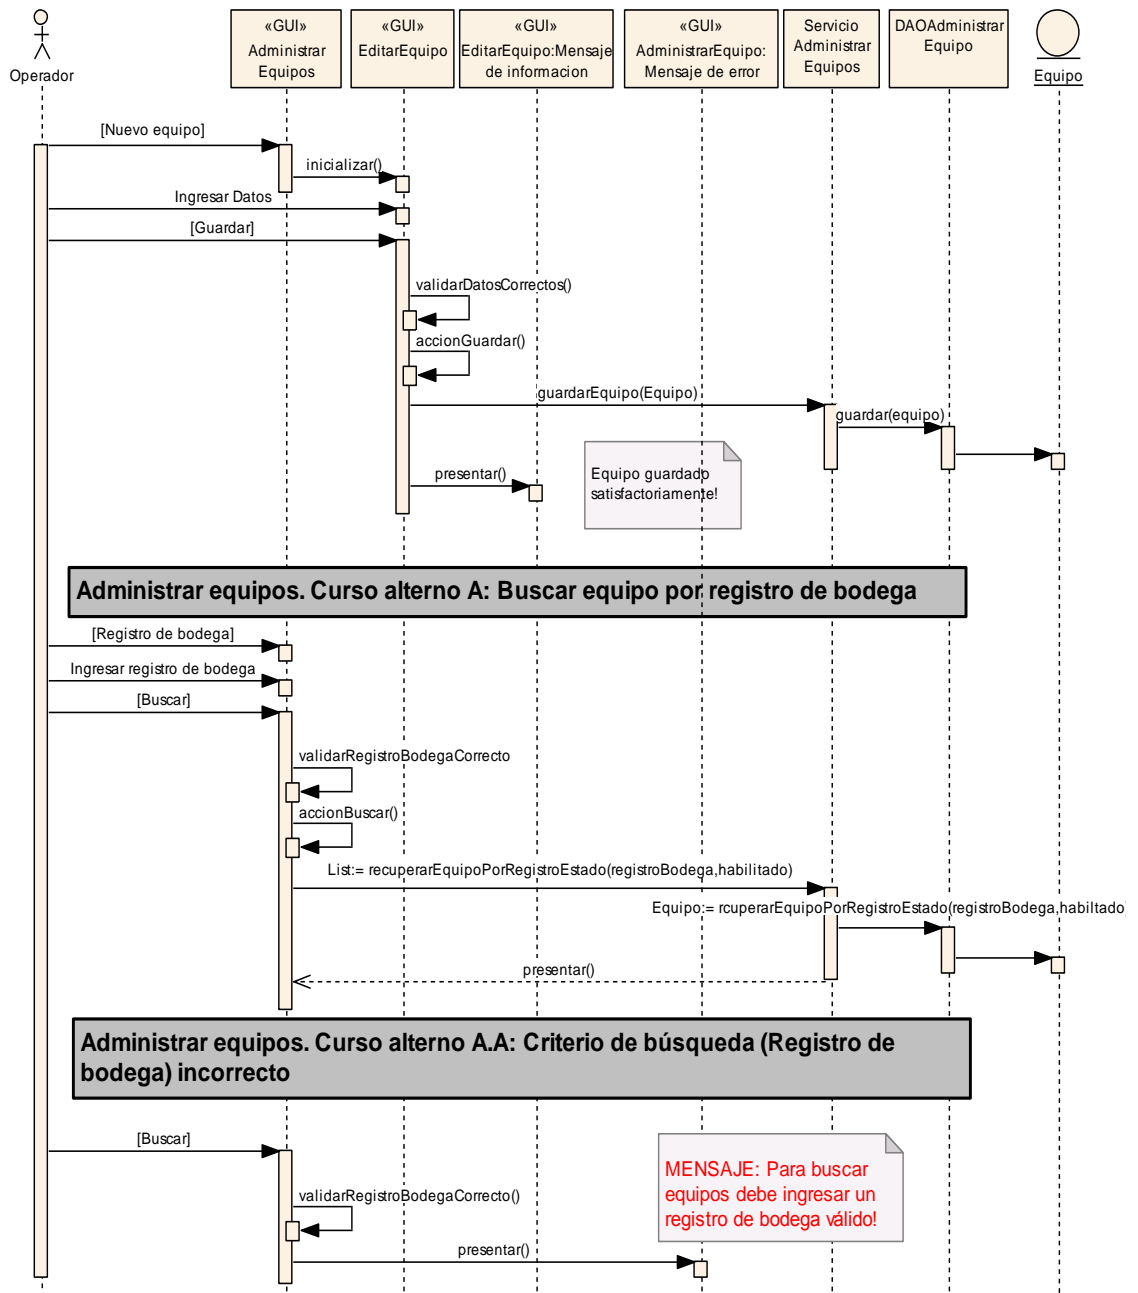 Operador
«GUI»
Administrar
Equipos
«GUI»
EditarEquipo
«GUI»
EditarEquipo:Mensaje
de informacion
«GUI»
AdministrarEquipo:
Mensaje de error
Servicio
Administrar
Equipos
DAOAdministrar
Equipo
Equipo
[Nuevo equipo]
inicializar()
Ingresar Datos
[Guardar]
validarDatosCorrectos()
accionGuardar()
guardarEquipo(Equipo)
guardar(equipo)
presentar()
Equipo guardado
satisfactoriamente!
Administrar equipos. Curso alterno A: Buscar equipo por registro de bodega
[Registro de bodega]
Ingresar registro de bodega
[Buscar]
validarRegistroBodegaCorrecto
accionBuscar()
List:= recuperarEquipoPorRegistroEstado(registroBodega,habilitado)
Equipo:= rcuperarEquipoPorRegistroEstado(registroBodega,habiltado)
presentar()
Administrar equipos. Curso alterno A.A: Criterio de búsqueda (Registro de
bodega) incorrecto
[Buscar]
validarRegistroBodegaCorrecto()
presentar()
MENSAJE: Para buscar
equipos debe ingresar un
registro de bodega válido!